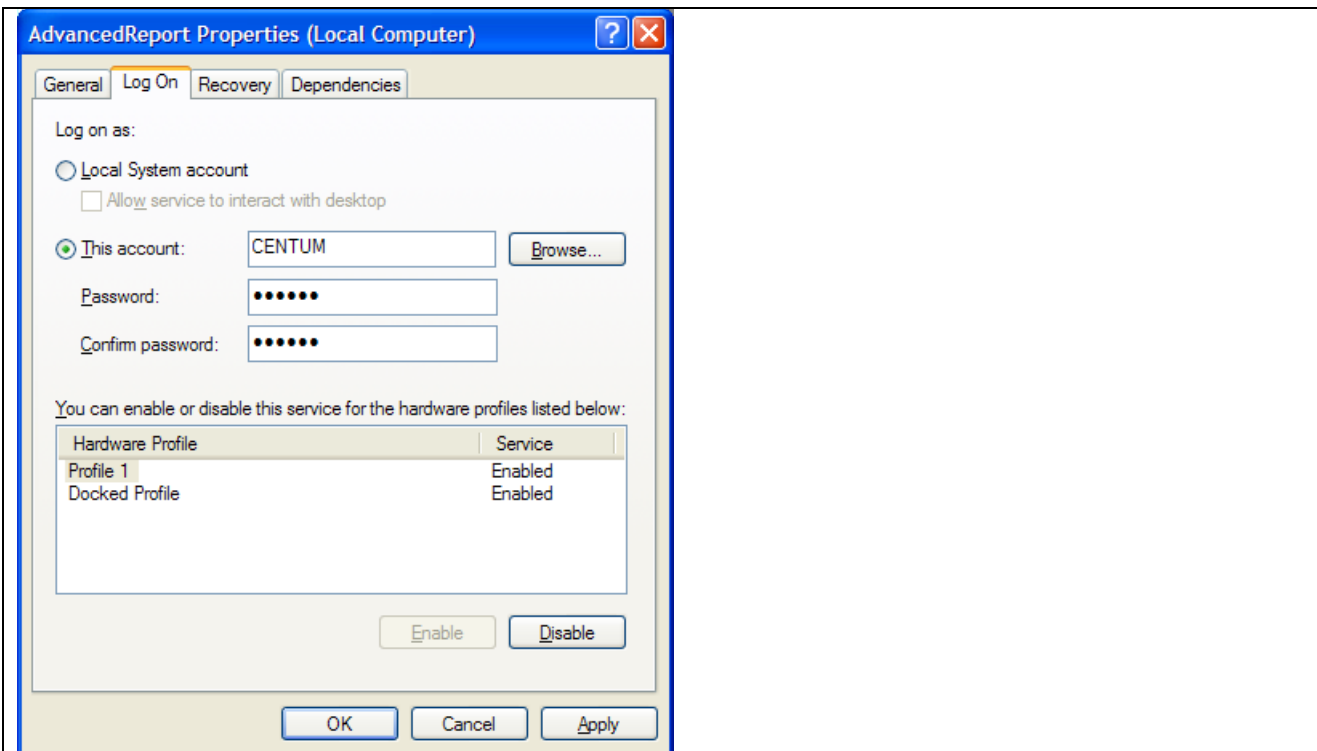 AdvancedReport Properties (Local Computer)
General Log On Recovery Dependencies
Log on as:
Local System account
Allow service to interact with desktop
This account: CENTUM Browse...
Password: ••••••
Confirm password: ••••••
You can enable or disable this service for the hardware profiles listed below:
Hardware Profile Service
Profile 1 Enabled
Docked Profile Enabled
Enable Disable
OK Cancel Apply